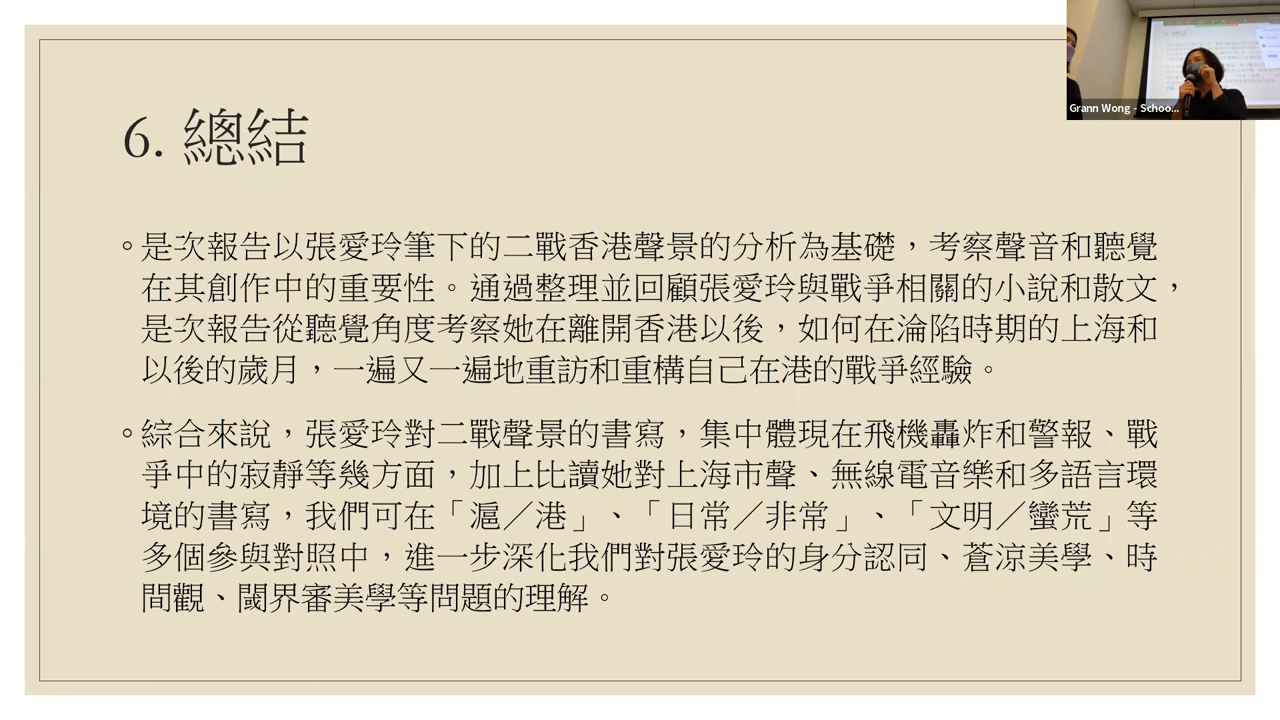 6. 總結
是次報告以張愛玲筆下的二戰香港聲景的分析為基礎，考察聲音和聽覺
在其創作中的重要性。通過整理並回顧張愛玲與戰爭相關的小說和散文，
是次報告從聽覺角度考察她在離開香港以後，如何在淪陷時期的上海和
以後的歲月，一遍又一遍地重訪和重構自己在港的戰爭經驗。
綜合來說，張愛玲對二戰聲景的書寫，集中體現在飛機轟炸和警報、戰
爭中的寂靜等幾方面，加上比讀她對上海市聲、無線電音樂和多語言環
境的書寫，我們可在「滬／港」、「日常／非常」、「文明／蠻荒」等
多個參與對照中，進一步深化我們對張愛玲的身分認同、蒼涼美學、時
間觀、閾界審美學等問題的理解。
Grann Wong - Schoo...